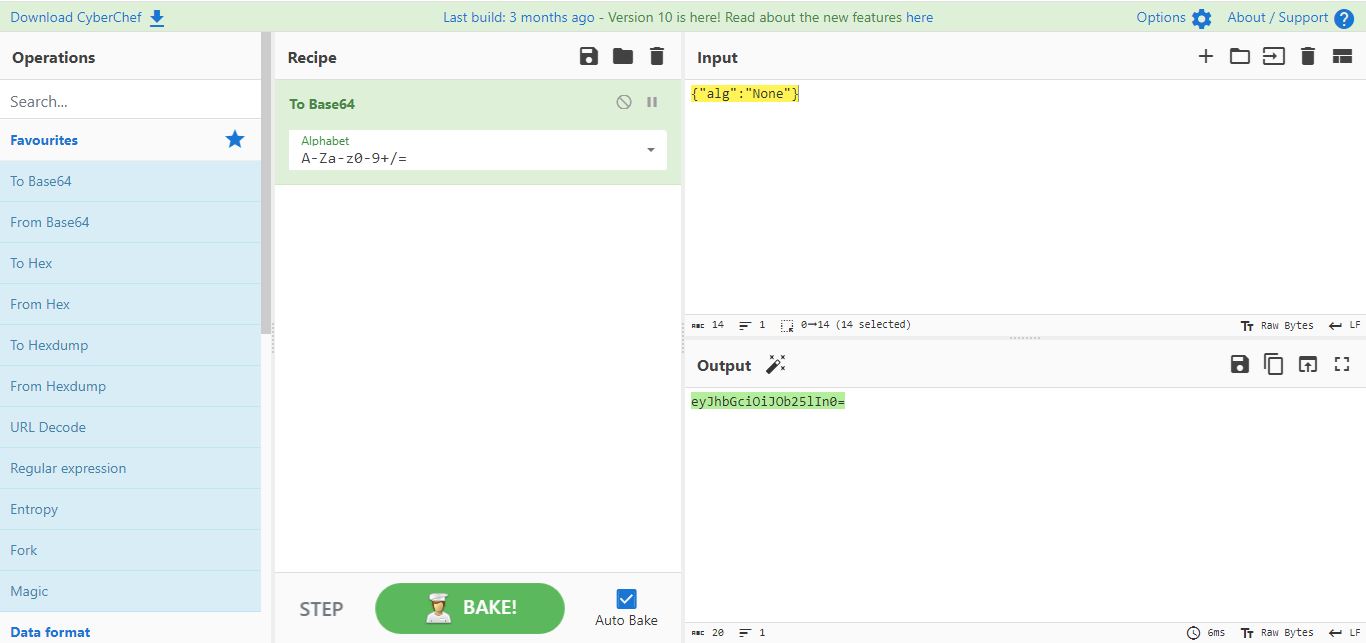 Download CyberChef
Last build: 3 months ago - Version 10 is here! Read about the new features here
Options
About / Support
Operations
Search...
Favourites
To Base64
From Base64
To Hex
From Hex
To Hexdump
From Hexdump
URL Decode
Regular expression
Entropy
Fork
Magic
Data format
Recipe
To Base64
Alphabet
A-Za-z0-9+/=
STEP
BAKE!
Auto Bake
Input
{"alg":"None"}
ABC 14 1 0→14 (14 selected)
Tт Raw Bytes LF
Output
eyJhbGciOiJOb25lIn0=
ABC 20 1
6ms Tт Raw Bytes LF